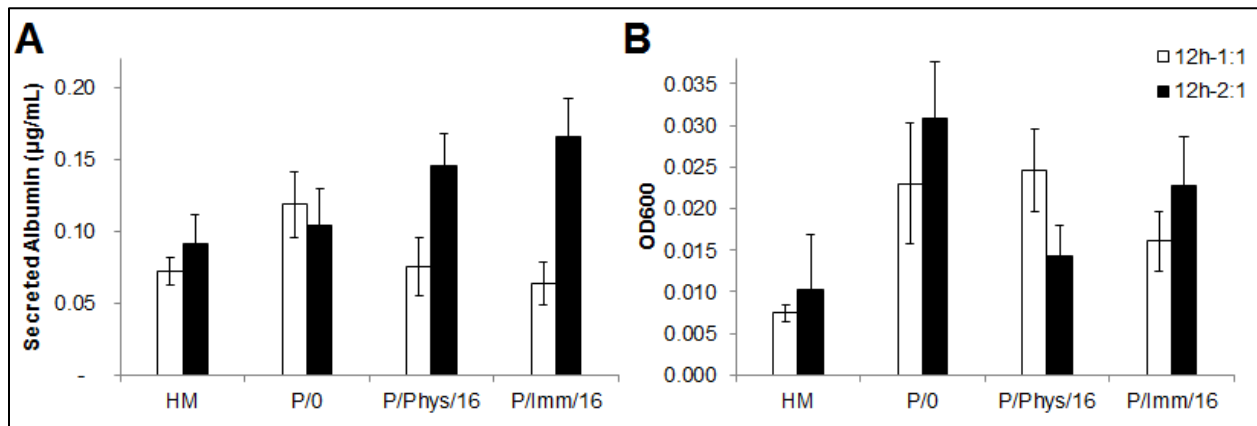 A
Secreted Albumin (µg/mL)
0.20
0.15
0.10
0.05
-
HM P/0 P/Phys/16 P/Imm/16
B
12h-1:1
12h-2:1
OD600
0.035
0.030
0.025
0.020
0.015
0.010
0.005
0.000
HM P/0 P/Phys/16 P/Imm/16